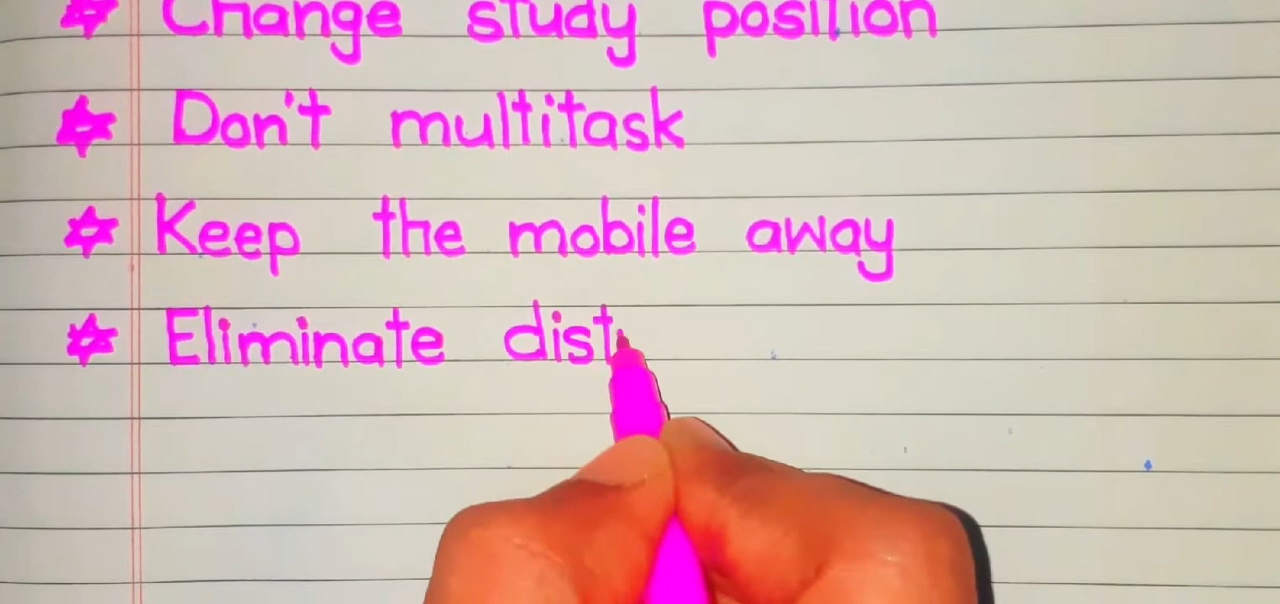 Change study position
Don't multitask
Keep the mobile away
Eliminate dist